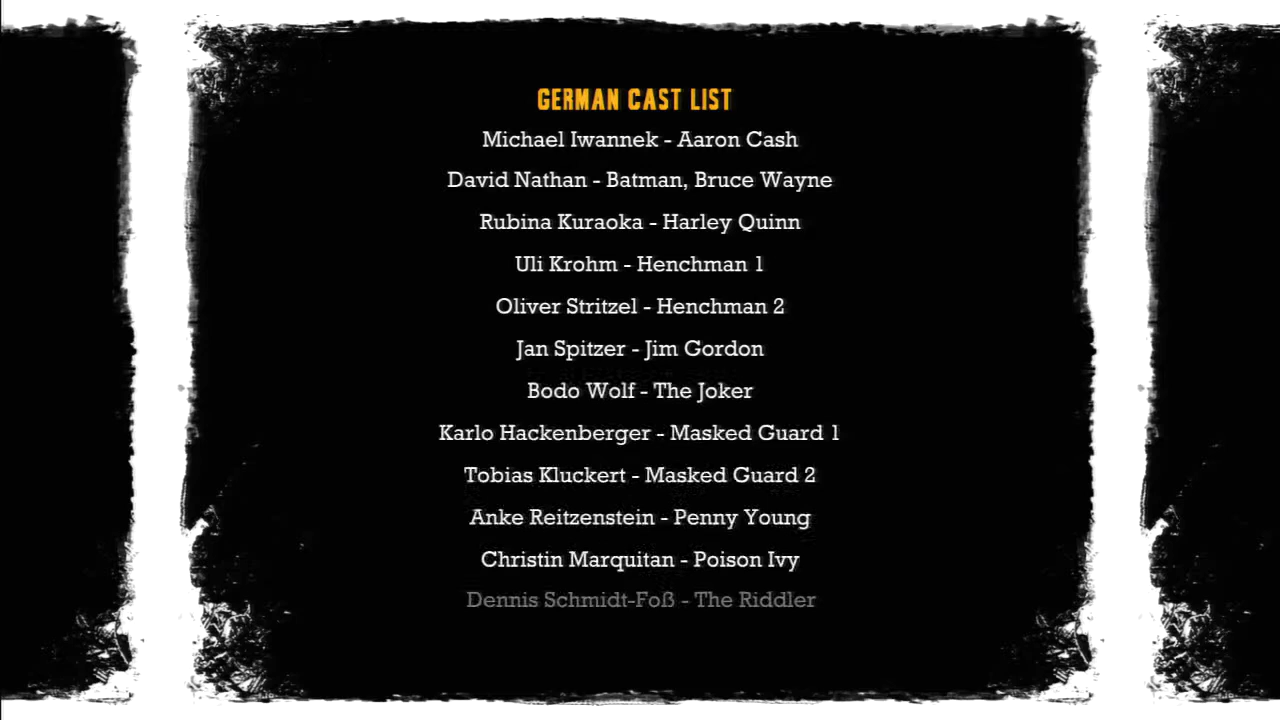 GERMAN CAST LIST
Michael Iwannek - Aaron Cash
David Nathan - Batman, Bruce Wayne
Rubina Kuraoka - Harley Quinn
Uli Krohm - Henchman 1
Oliver Stritzel - Henchman 2
Jan Spitzer - Jim Gordon
Bodo Wolf - The Joker
Karlo Hackenberger - Masked Guard 1
Tobias Kluckert - Masked Guard 2
Anke Reitzenstein - Penny Young
Christin Marquitan - Poison Ivy
Dennis Schmidt-Foß - The Riddler